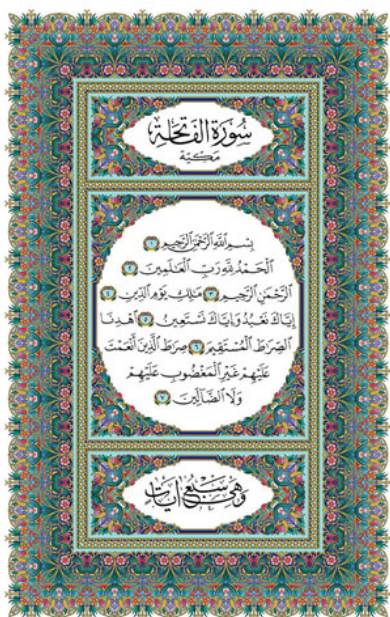 سُورَةُ الفَاتِحَة
مَكِيَّة
بِسْمِ ٱللَّهِ ٱلرَّحْمَٰنِ ٱلرَّحِيمِ ١
ٱلْحَمْدُ لِلَّهِ رَبِّ ٱلْعَٰلَمِينَ ٢
ٱلرَّحْمَٰنِ ٱلرَّحِيمِ ٣ مَٰلِكِ يَوْمِ ٱلدِّينِ ٤
إِيَّاكَ نَعْبُدُ وَإِيَّاكَ نَسْتَعِينُ ٥ ٱهْدِنَا
ٱلصِّرَٰطَ ٱلْمُسْتَقِيمَ ٦ صِرَٰطَ ٱلَّذِينَ أَنْعَمْتَ
عَلَيْهِمْ غَيْرِ ٱلْمَغْضُوبِ عَلَيْهِمْ
وَلَا ٱلضَّآلِّينَ ٧
وَهِيَ سَبْعُ آيَاتٍ